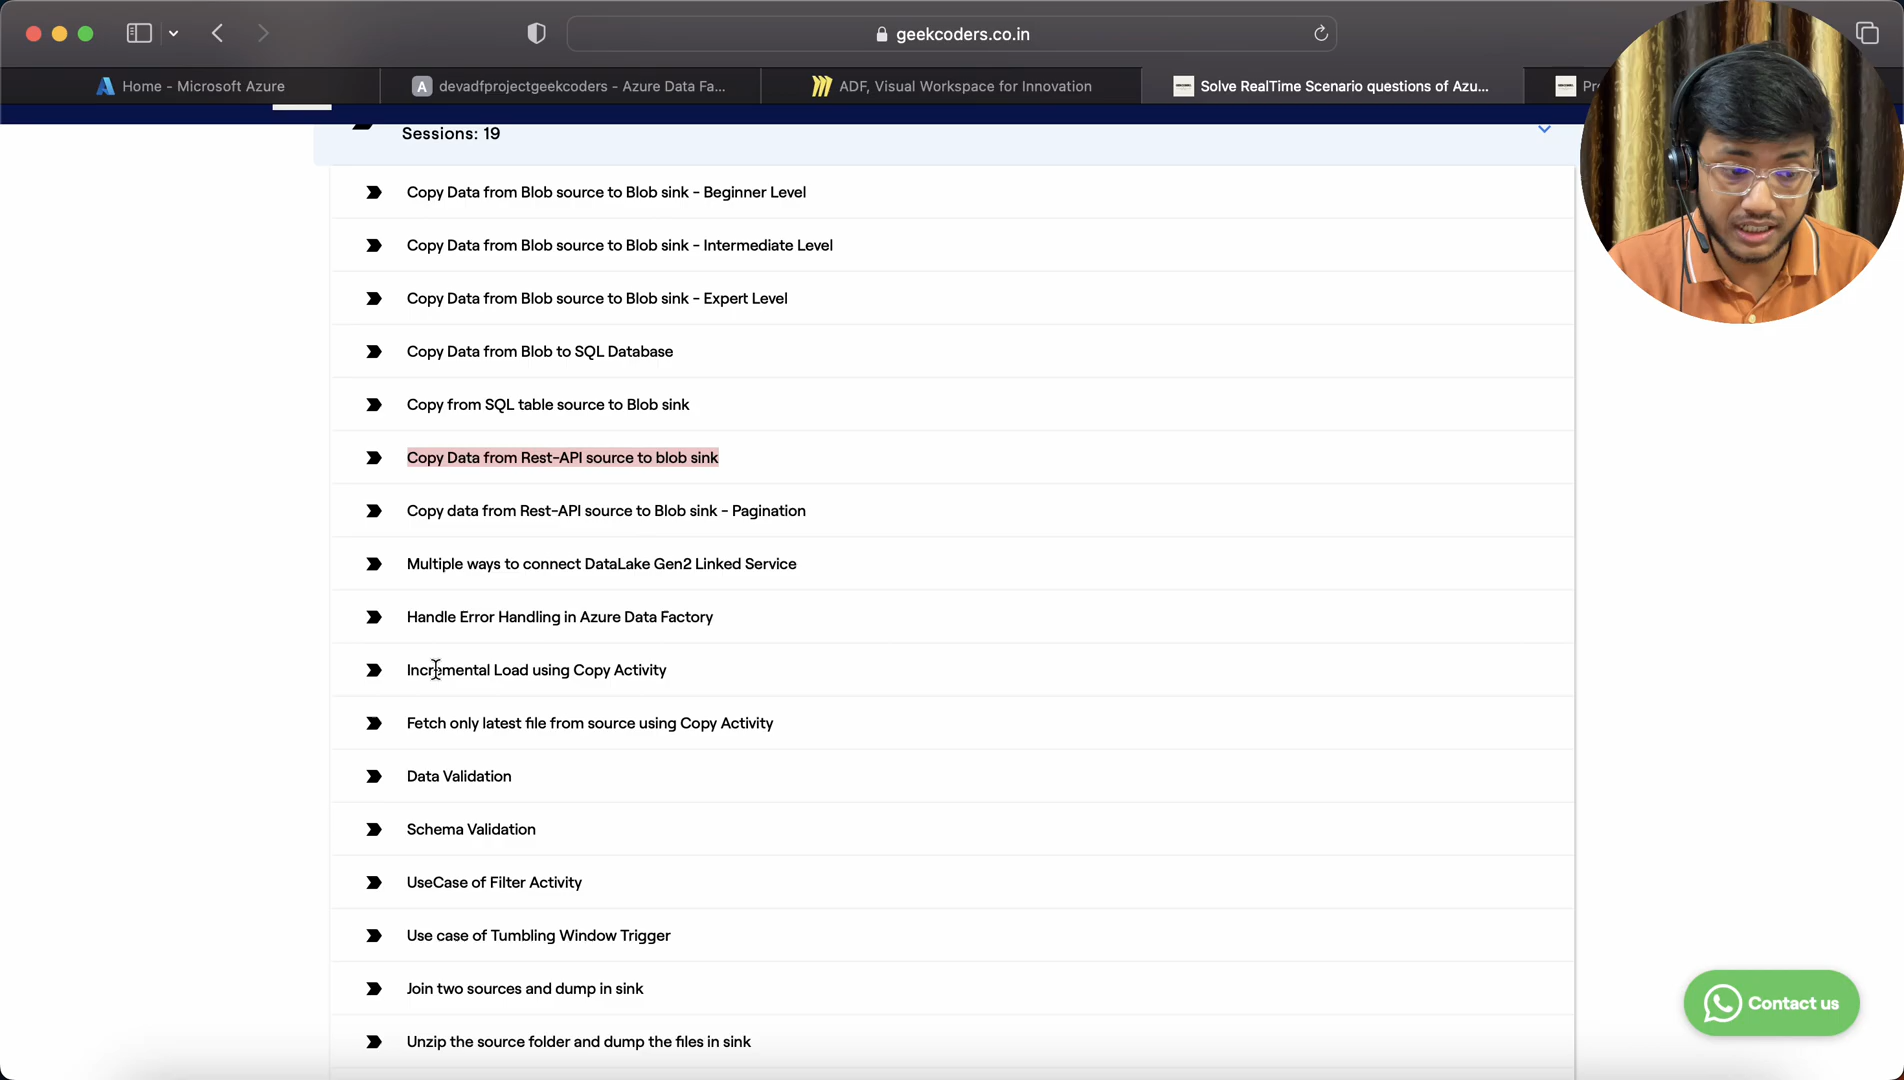 geekcoders.co.in
Home - Microsoft Azure
A devadfprojectgeekcoders - Azure Data Fa...
ADF, Visual Workspace for Innovation
Solve RealTime Scenario questions of Azu...
Sessions: 19
Copy Data from Blob source to Blob sink - Beginner Level
Copy Data from Blob source to Blob sink - Intermediate Level
Copy Data from Blob source to Blob sink - Expert Level
Copy Data from Blob to SQL Database
Copy from SQL table source to Blob sink
Copy Data from Rest-API source to blob sink
Copy data from Rest-API source to Blob sink - Pagination
Multiple ways to connect DataLake Gen2 Linked Service
Handle Error Handling in Azure Data Factory
Incremental Load using Copy Activity
Fetch only latest file from source using Copy Activity
Data Validation
Schema Validation
UseCase of Filter Activity
Use case of Tumbling Window Trigger
Join two sources and dump in sink
Unzip the source folder and dump the files in sink
Contact us